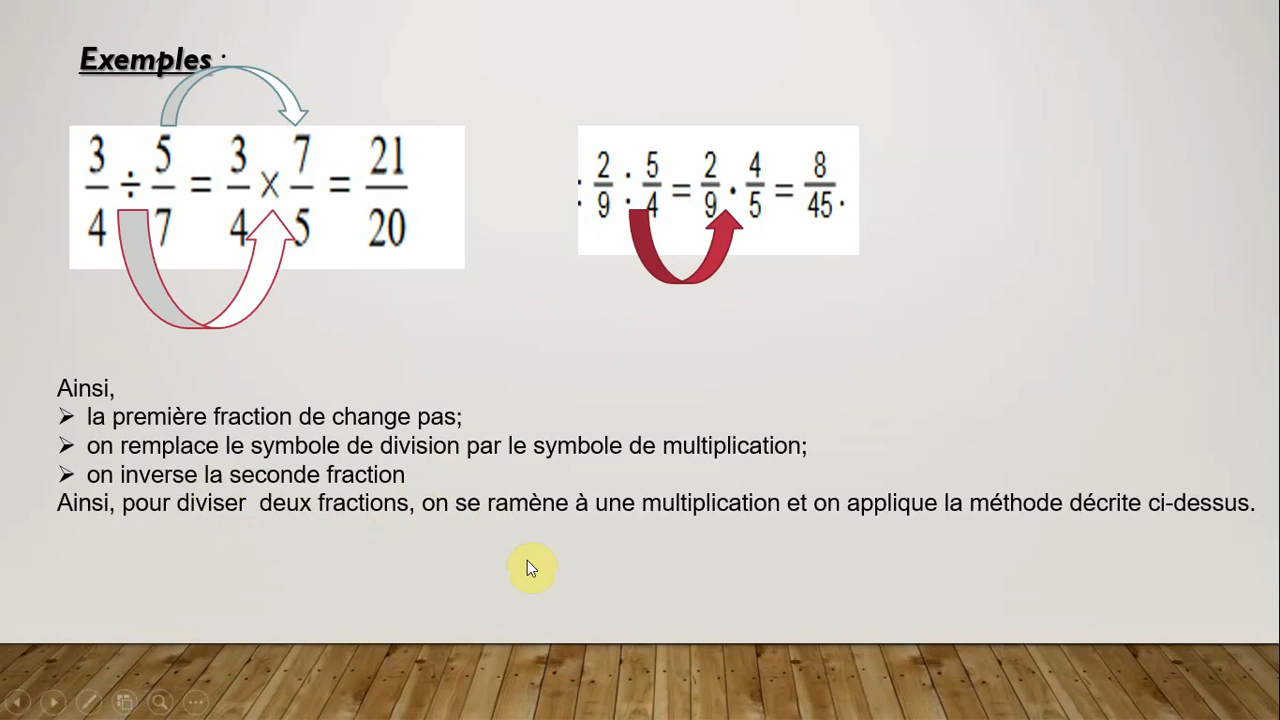 Exemples :
3/4 ÷ 5/7 = 3/4 × 7/5 = 21/20
: 2/9 : 5/4 = 2/9 · 4/5 = 8/45.
Ainsi,
➢ la première fraction de change pas;
➢ on remplace le symbole de division par le symbole de multiplication;
➢ on inverse la seconde fraction
Ainsi, pour diviser deux fractions, on se ramène à une multiplication et on applique la méthode décrite ci-dessus.